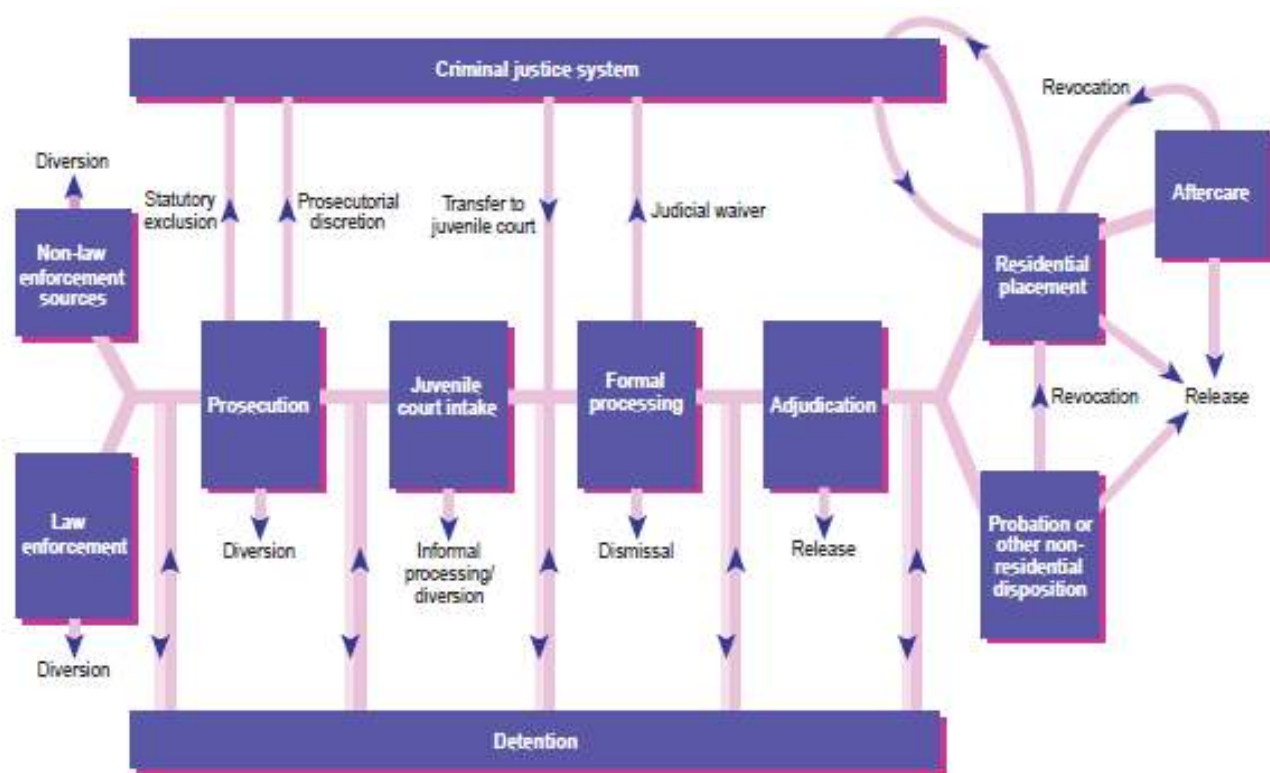 Criminal justice system
Revocation
Diversion
Aftercare
Statutory
exclusion
Prosecutorial
discretion
Transfer to
juvenile court
Judicial waiver
Non-law
enforcement
sources
Residential
placement
Prosecution
Juvenile
court intake
Formal
processing
Adjudication
Revocation
Release
Law
enforcement
Diversion
Informal
processing/
diversion
Dismissal
Release
Probation or
other non-
residential
disposition
Diversion
Detention